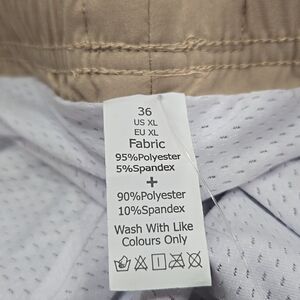 36
US XL
EU XL
Fabric
95%Polyester
5%Spandex
+
90%Polyester
10%Spandex
Wash With Like
Colours Only